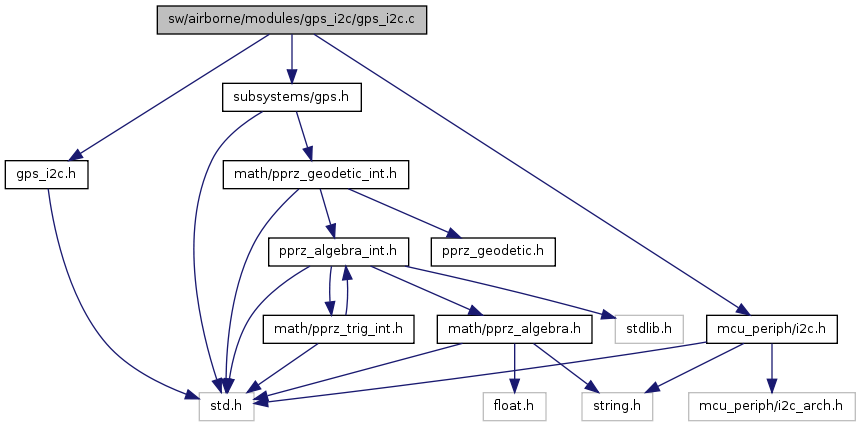 sw/airborne/modules/gps_i2c/gps_i2c.c
subsystems/gps.h
gps_i2c.h
math/pprz_geodetic_int.h
pprz_algebra_int.h
pprz_geodetic.h
math/pprz_trig_int.h
math/pprz_algebra.h
stdlib.h
mcu_periph/i2c.h
std.h
float.h
string.h
mcu_periph/i2c_arch.h